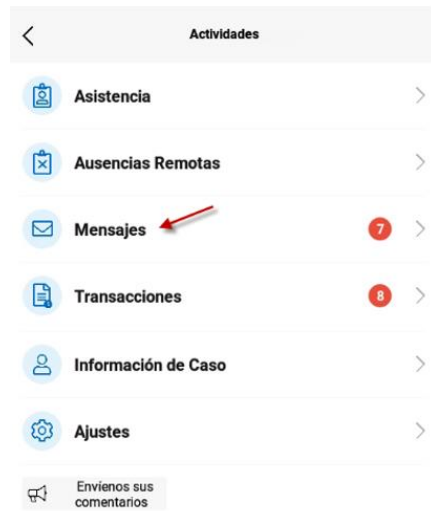 Actividades
Asistencia
Ausencias Remotas
Mensajes 7
Transacciones 8
Información de Caso
Ajustes
Envíenos sus
comentarios